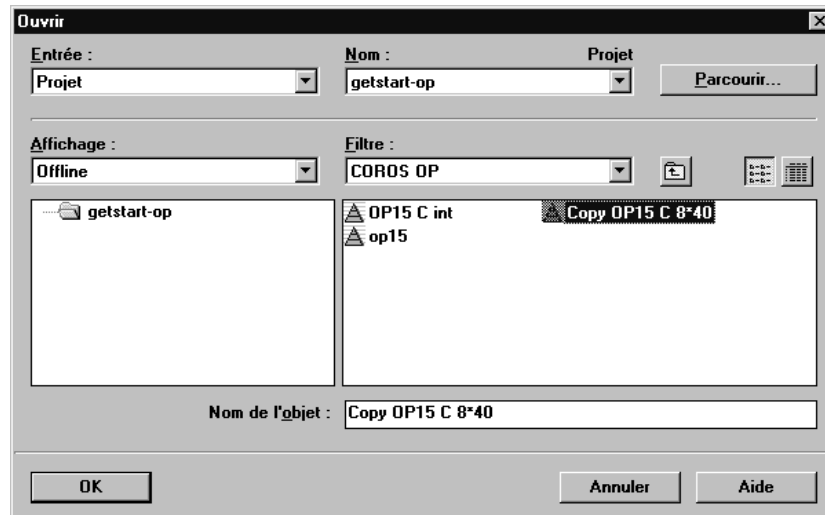 Ouvrir
Entrée :
Nom :
Projet
Projet
getstart-op
Parcourir...
Affichage :
Filtre :
Offline
COROS OP
getstart-op
OP15 C int
Copy OP15 C 8*40
op15
Nom de l'objet :
Copy OP15 C 8*40
OK
Annuler
Aide